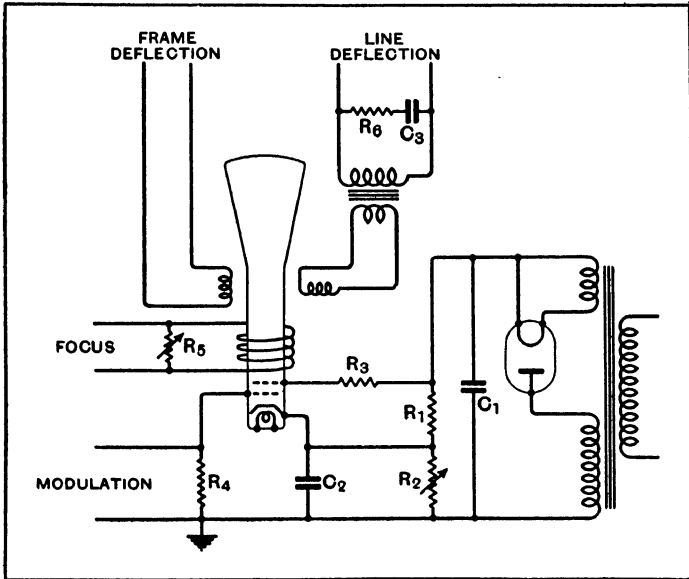 FRAME
DEFLECTION
LINE
DEFLECTION
R6
C3
FOCUS
R5
R3
R1
C1
MODULATION
R4
C2
R2